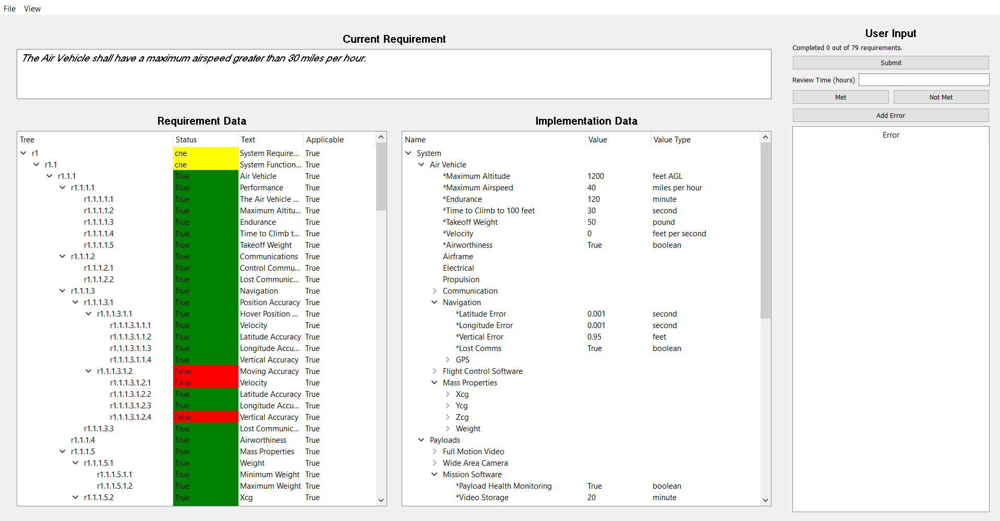 File View
Current Requirement
The Air Vehicle shall have a maximum airspeed greater than 30 miles per hour.
Requirement Data
Tree Status Text Applicable
r1 cne System Require... True
r1.1 cne System Function... True
r1.1.1 True Air Vehicle True
r1.1.1.1 True Performance True
r1.1.1.1.1 True The Air Vehicle ... True
r1.1.1.1.2 True Maximum Altitu... True
r1.1.1.1.3 True Endurance True
r1.1.1.1.4 True Time to Climb t... True
r1.1.1.1.5 True Takeoff Weight True
r1.1.1.2 True Communications True
r1.1.1.2.1 True Control Commu... True
r1.1.1.2.2 True Lost Communic... True
r1.1.1.3 True Navigation True
r1.1.1.3.1 True Position Accuracy True
r1.1.1.3.1.1 True Hover Position ... True
r1.1.1.3.1.1.1 True Velocity True
r1.1.1.3.1.1.2 True Latitude Accuracy True
r1.1.1.3.1.1.3 True Longitude Accu... True
r1.1.1.3.1.1.4 True Vertical Accuracy True
r1.1.1.3.1.2 False Moving Accuracy True
r1.1.1.3.1.2.1 False Velocity True
r1.1.1.3.1.2.2 True Latitude Accuracy True
r1.1.1.3.1.2.3 True Longitude Accu... True
r1.1.1.3.1.2.4 False Vertical Accuracy True
r1.1.1.3.3 True Lost Communic... True
r1.1.1.4 True Airworthiness True
r1.1.1.5 True Mass Properties True
r1.1.1.5.1 True Weight True
r1.1.1.5.1.1 True Minimum Weight True
r1.1.1.5.1.2 True Maximum Weight True
r1.1.1.5.2 True Xcg True
Implementation Data
Name Value Value Type
System
Air Vehicle
*Maximum Altitude 1200 feet AGL
*Maximum Airspeed 40 miles per hour
*Endurance 120 minute
*Time to Climb to 100 feet 30 second
*Takeoff Weight 50 pound
*Velocity 0 feet per second
*Airworthiness True boolean
Airframe
Electrical
Propulsion
Communication
Navigation
*Latitude Error 0.001 second
*Longitude Error 0.001 second
*Vertical Error 0.95 feet
*Lost Comms True boolean
GPS
Flight Control Software
Mass Properties
Xcg
Ycg
Zcg
Weight
Payloads
Full Motion Video
Wide Area Camera
Mission Software
*Payload Health Monitoring True boolean
*Video Storage 20 minute
User Input
Completed 0 out of 79 requirements.
Submit
Review Time (hours)
Met Not Met
Add Error
Error